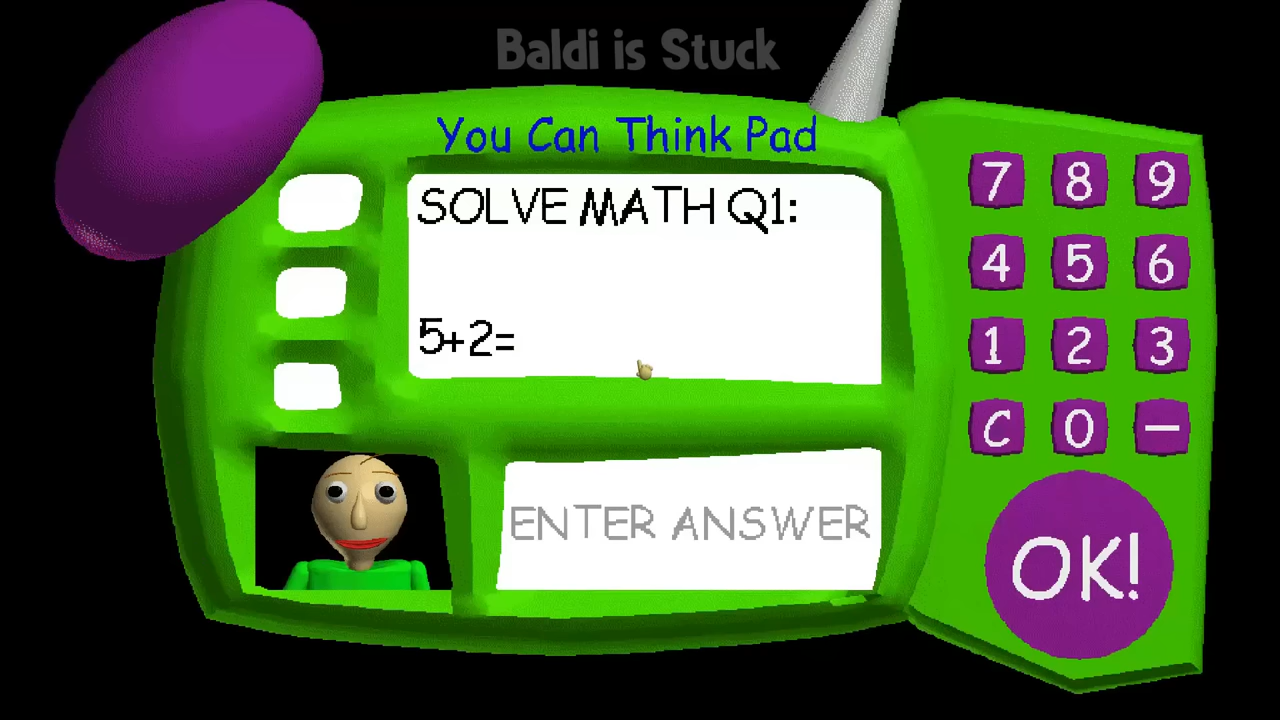 Baldi is Stuck
You Can Think Pad
SOLVE MATH Q1:
5+2=
ENTER ANSWER
7 8 9
4 5 6
1 2 3
C 0 —
OK!